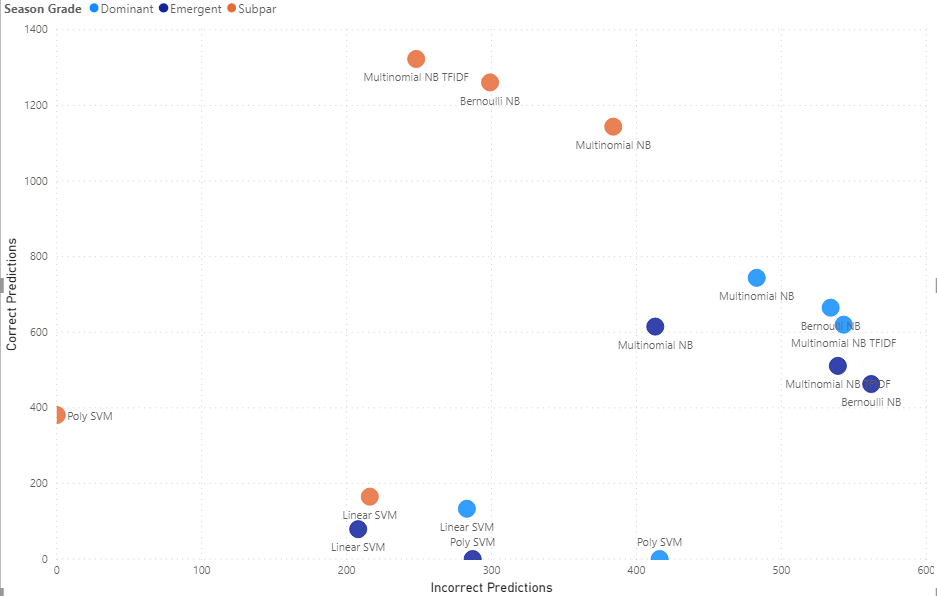 Season Grade Dominant Emergent Subpar
1400
Multinomial NB TFIDF
Bernoulli NB
1200
Multinomial NB
1000
800
Multinomial NB
Bernoulli NB
600
Multinomial NB
Multinomial NB TFIDF
Multinomial NB TFIDF
Bernoulli NB
400
Poly SVM
200
Linear SVM
Linear SVM
Poly SVM
Poly SVM
Linear SVM
0
0 100 200 300 400 500 600
Incorrect Predictions
Correct Predictions